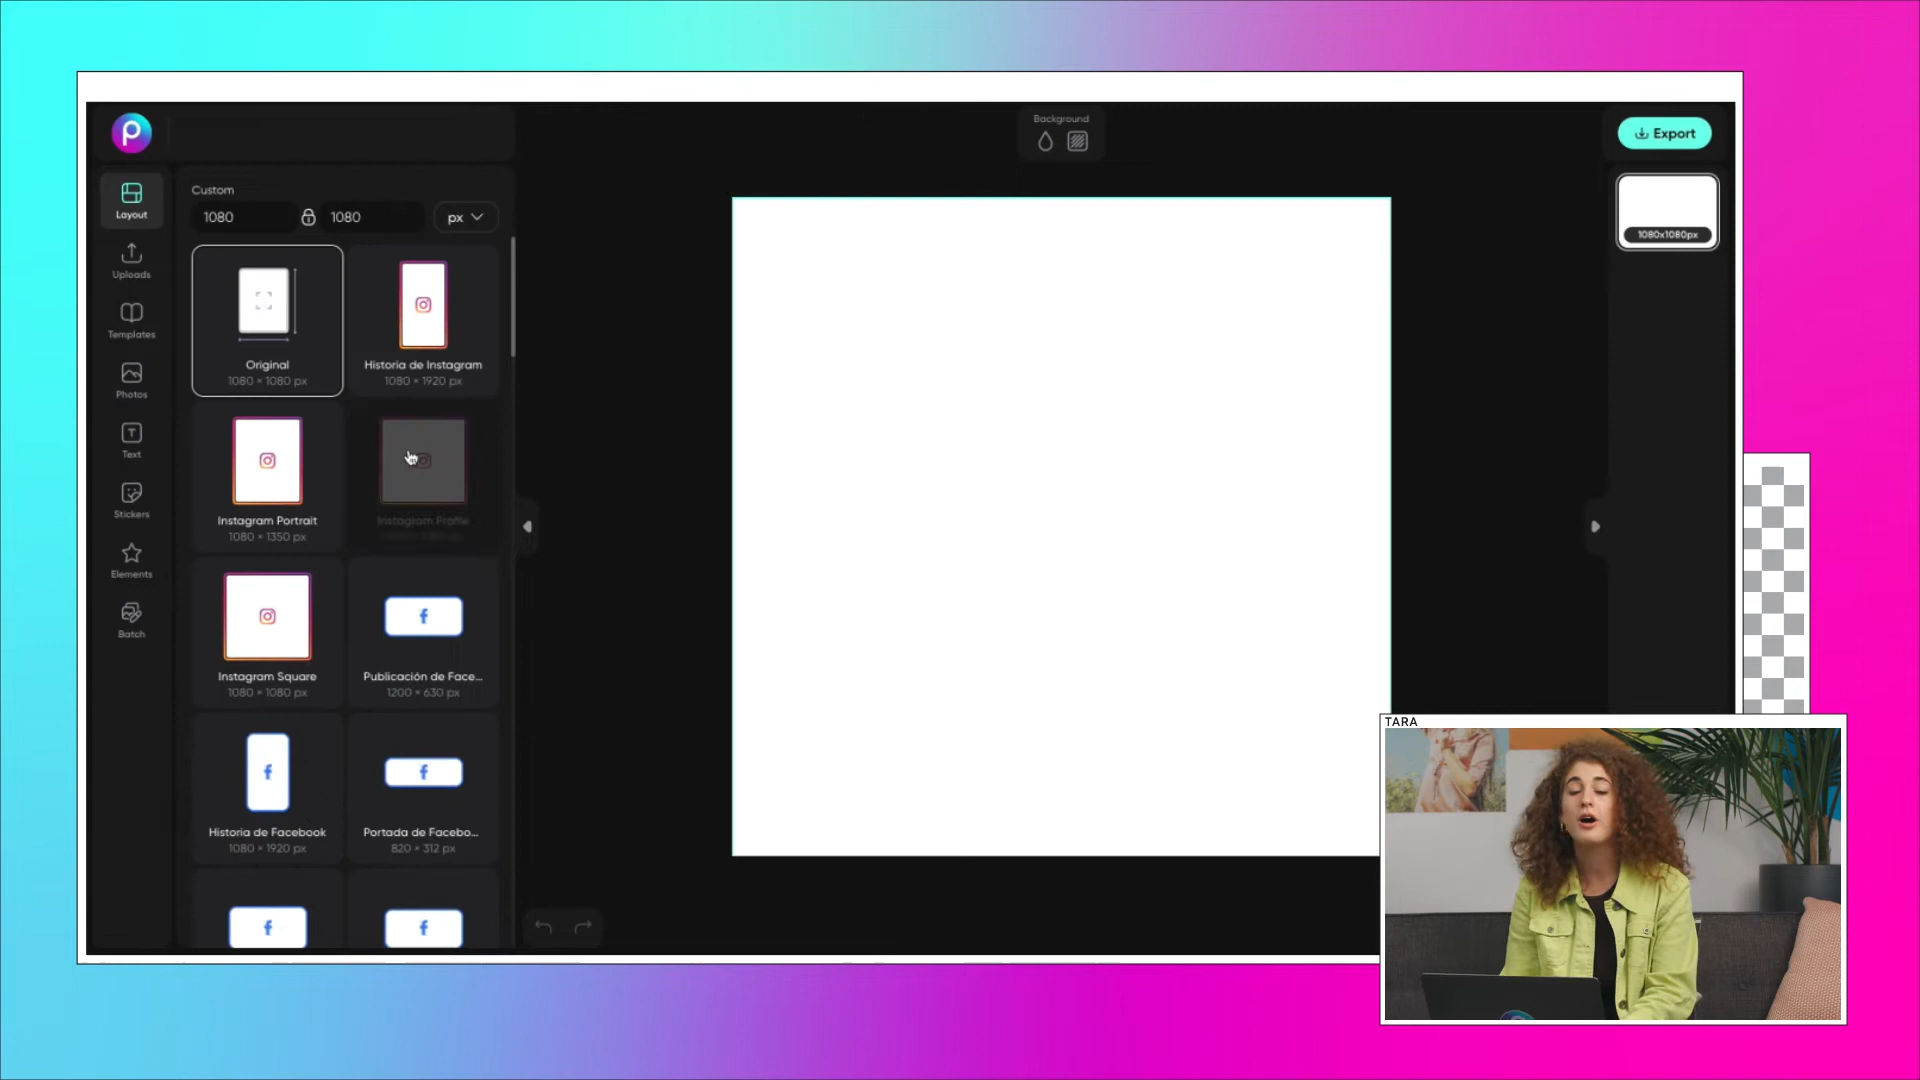 Background
Export
Custom
1080
1080
px
Layout
Uploads
Templates
Photos
Text
Stickers
Elements
Batch
Original
1080 × 1080 px
Historia de Instagram
1080 × 1920 px
Instagram Portrait
1080 × 1350 px
Instagram Profile
Instagram Square
1080 × 1080 px
Publicación de Face...
1200 × 630 px
Historia de Facebook
1080 × 1920 px
Portada de Facebo...
820 × 312 px
1080x1080px
TARA